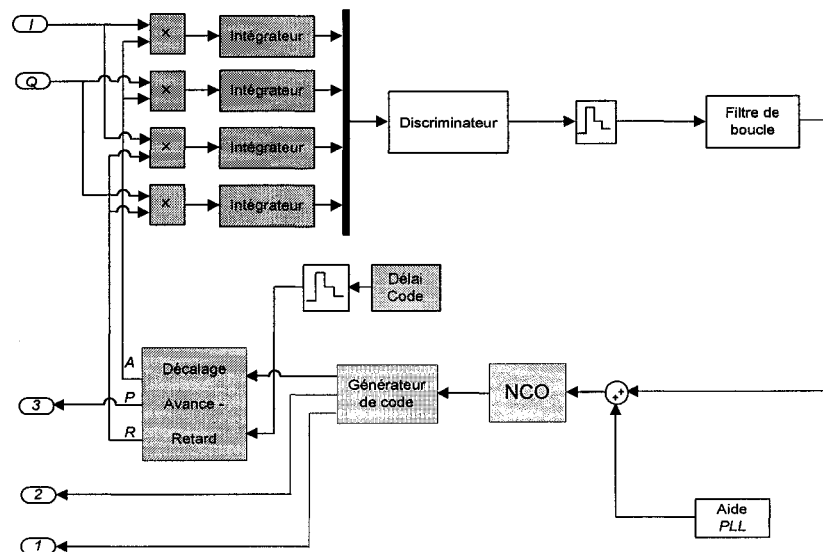 I
× Intégrateur
Q
× Intégrateur
Discriminateur
Filtre de
boucle
× Intégrateur
× Intégrateur
Délai
Code
A
Décalage
P
Avance -
R
Retard
3
Générateur
de code
NCO
++
2
Aide
PLL
1